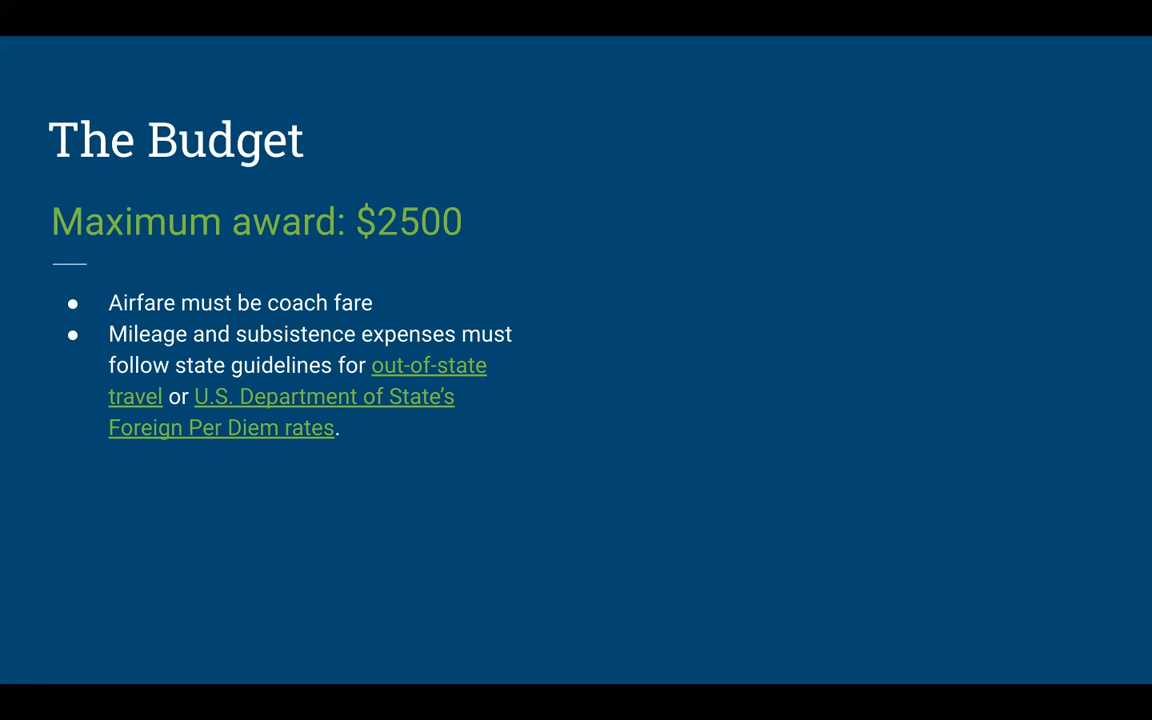 The Budget
Maximum award: $2500
● Airfare must be coach fare
● Mileage and subsistence expenses must
follow state guidelines for out-of-state
travel or U.S. Department of State’s
Foreign Per Diem rates.